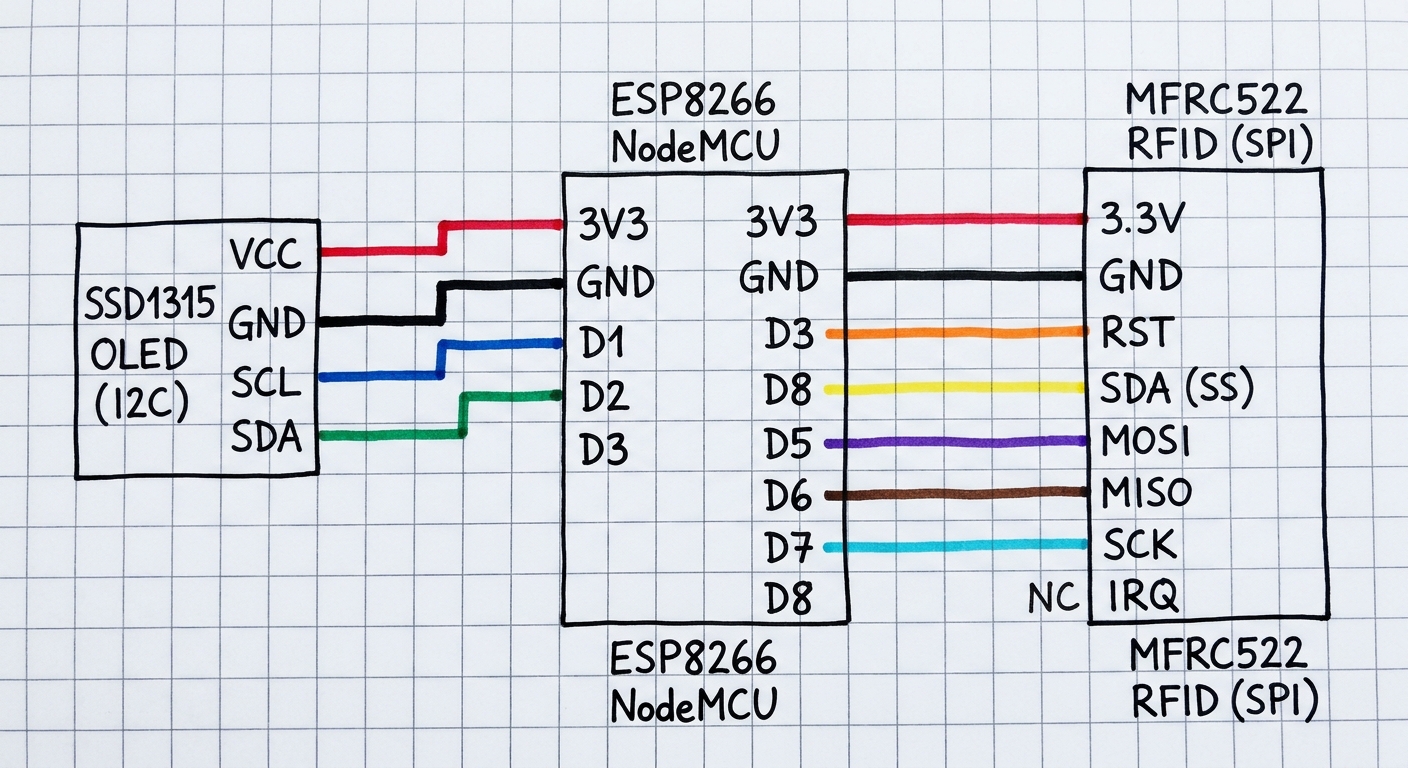 ESP8266
NodeMCU
MFRC522
RFID (SPI)
VCC
GND
SCL
SDA
SSD1315
OLED
(I2C)
3V3
GND
D1
D2
D3
3V3
GND
D3
D8
D5
D6
D7
D8
3.3V
GND
RST
SDA (SS)
MOSI
MISO
SCK
NC IRQ
ESP8266
NodeMCU
MFRC522
RFID (SPI)